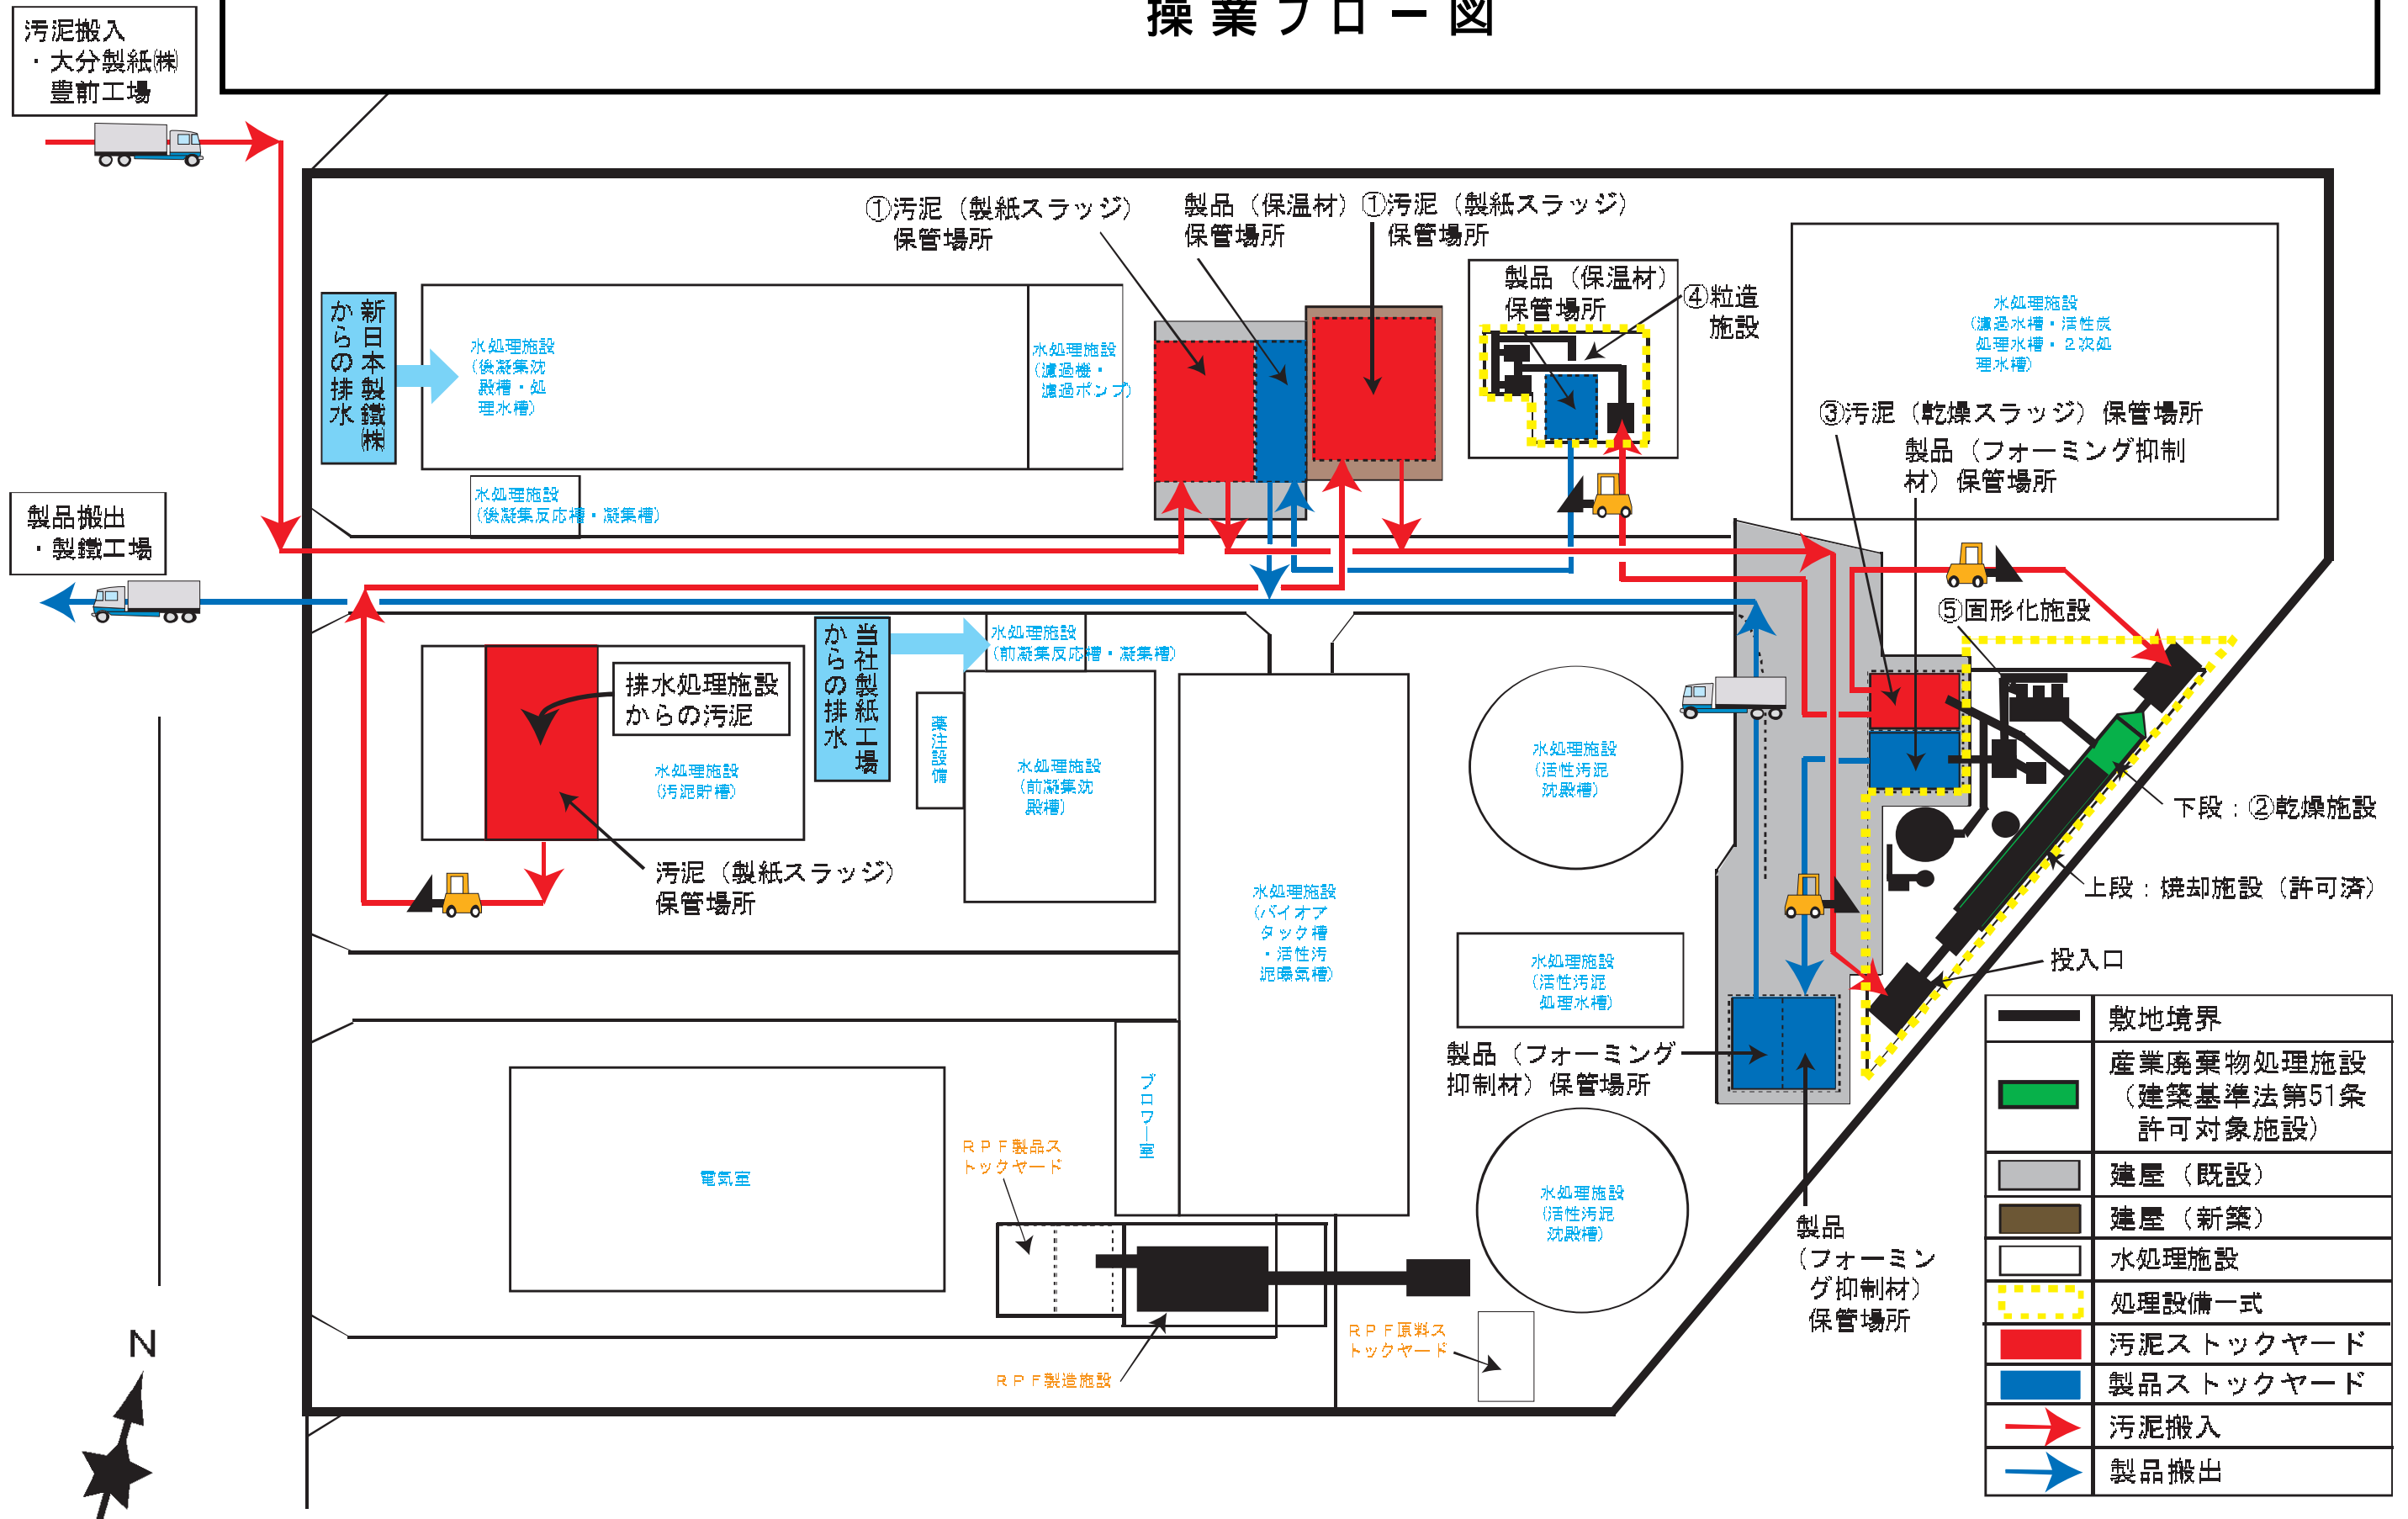 操業フロー図
汚泥搬入
・大分製紙㈱
豊前工場
①汚泥（製紙スラッジ）
保管場所
製品（保温材）
保管場所
①汚泥（製紙スラッジ）
保管場所
製品（保温材）
保管場所
④粒造
施設
新日本製鐵㈱
からの排水
水処理施設
（後凝集沈
殿槽・処
理水槽）
水処理施設
（濾過機・
濾過ポンプ）
水処理施設
（濾過水槽・活性炭
処理水槽・２次処
理水槽）
③汚泥（乾燥スラッジ）保管場所
製品（フォーミング抑制
材）保管場所
水処理施設
（後凝集反応槽・凝集槽）
製品搬出
・製鐵工場
⑤固形化施設
当社製紙工場
からの排水
水処理施設
（前凝集反応槽・凝集槽）
排水処理施設
からの汚泥
水処理施設
（汚泥貯槽）
薬注設備
水処理施設
（前凝集沈
殿槽）
水処理施設
（活性汚泥
沈殿槽）
下段：②乾燥施設
汚泥（製紙スラッジ）
保管場所
水処理施設
（バイオアタック槽
・活性汚
泥曝気槽）
上段：焼却施設（許可済）
投入口
水処理施設
（活性汚泥
処理水槽）
製品（フォーミング
抑制材）保管場所
ブロワー室
電気室
ＲＰＦ製品ス
トックヤード
水処理施設
（活性汚泥
沈殿槽）
製品
（フォーミン
グ抑制材）
保管場所
ＲＰＦ原料ス
トックヤード
ＲＰＦ製造施設
N
敷地境界
産業廃棄物処理施設
（建築基準法第51条
許可対象施設）
建屋（既設）
建屋（新築）
水処理施設
処理設備一式
汚泥ストックヤード
製品ストックヤード
汚泥搬入
製品搬出